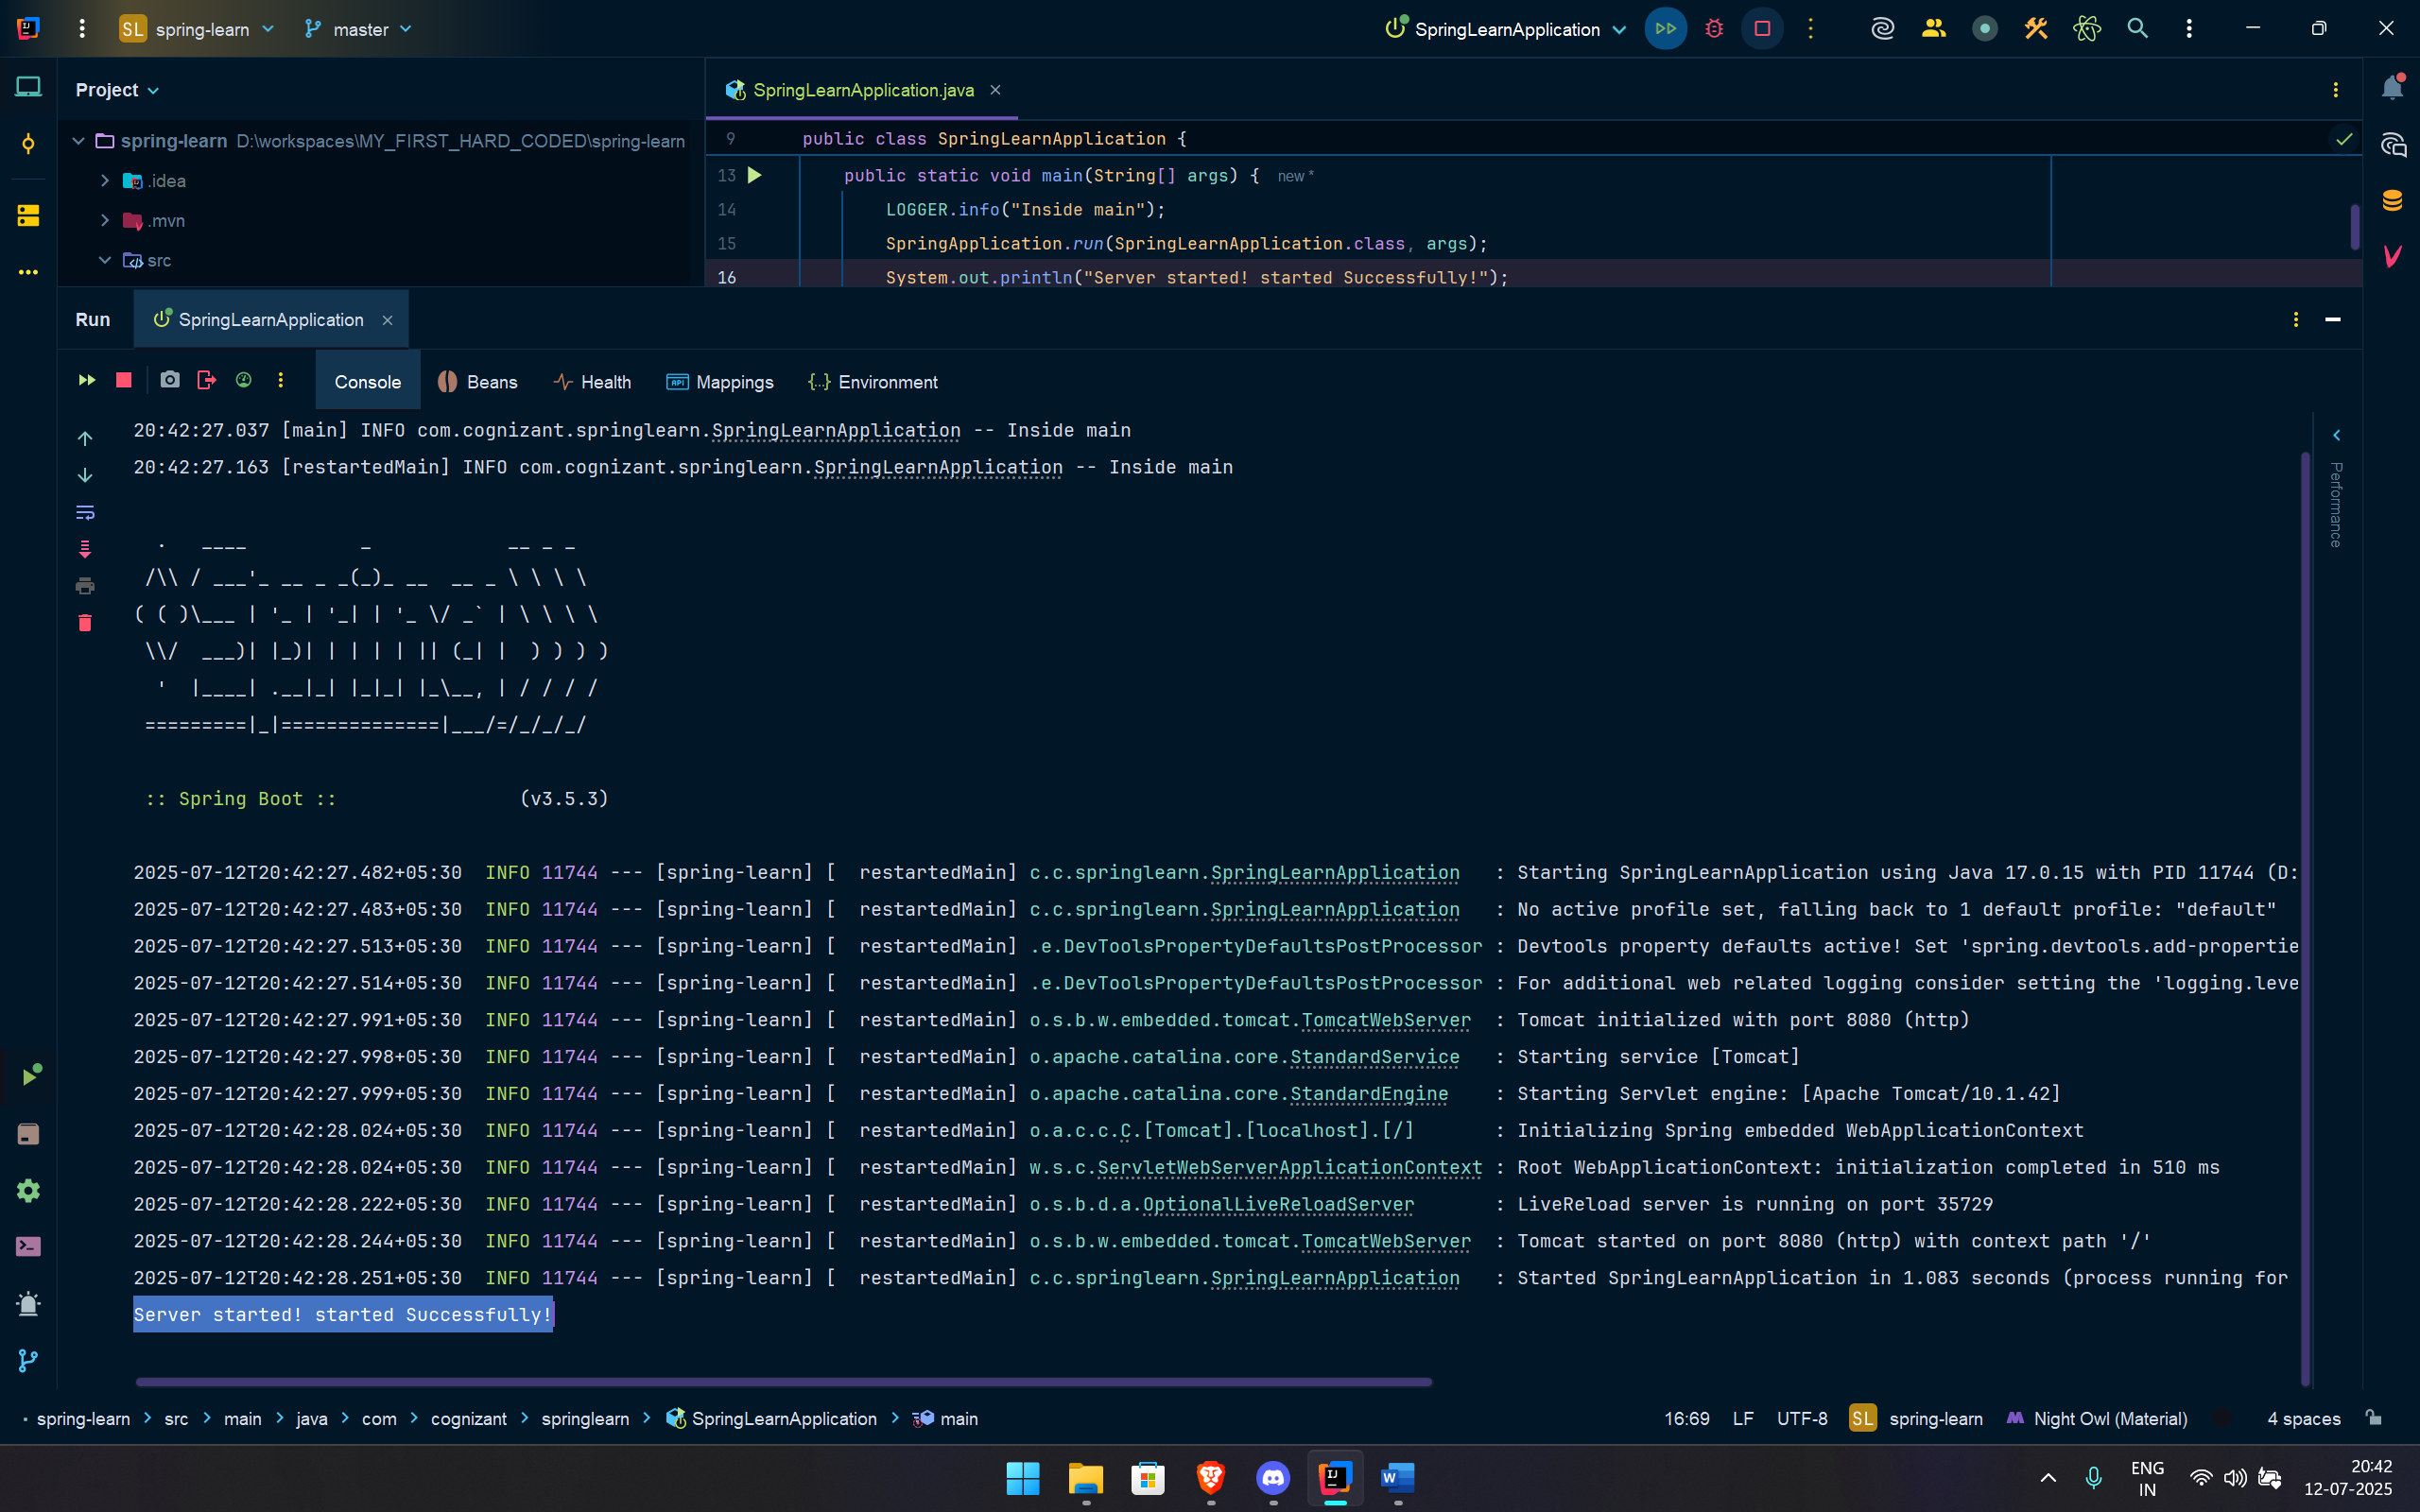 SL spring-learn master SpringLearnApplication
Project
SpringLearnApplication.java
spring-learn D:\workspaces\MY_FIRST_HARD_CODED\spring-learn
.idea
.mvn
src
9 public class SpringLearnApplication {
13 public static void main(String[] args) { new *
14 LOGGER.info("Inside main");
15 SpringApplication.run(SpringLearnApplication.class, args);
16 System.out.println("Server started! started Successfully!");
Run SpringLearnApplication
Console Beans Health Mappings Environment
Performance
20:42:27.037 [main] INFO com.cognizant.springlearn.SpringLearnApplication -- Inside main
20:42:27.163 [restartedMain] INFO com.cognizant.springlearn.SpringLearnApplication -- Inside main
  .   ____          _            __ _ _
 /\\ / ___'_ __ _ _(_)_ __  __ _ \ \ \ \
( ( )\___ | '_ | '_| | '_ \/ _` | \ \ \ \
 \\/  ___)| |_)| | | | | || (_| |  ) ) ) )
  '  |____| .__|_| |_|_| |_\__, | / / / /
 =========|_|==============|___/=/_/_/_/
 :: Spring Boot ::                (v3.5.3)
2025-07-12T20:42:27.482+05:30  INFO 11744 --- [spring-learn] [  restartedMain] c.c.springlearn.SpringLearnApplication   : Starting SpringLearnApplication using Java 17.0.15 with PID 11744 (D:
2025-07-12T20:42:27.483+05:30  INFO 11744 --- [spring-learn] [  restartedMain] c.c.springlearn.SpringLearnApplication   : No active profile set, falling back to 1 default profile: "default"
2025-07-12T20:42:27.513+05:30  INFO 11744 --- [spring-learn] [  restartedMain] .e.DevToolsPropertyDefaultsPostProcessor : Devtools property defaults active! Set 'spring.devtools.add-propertie
2025-07-12T20:42:27.514+05:30  INFO 11744 --- [spring-learn] [  restartedMain] .e.DevToolsPropertyDefaultsPostProcessor : For additional web related logging consider setting the 'logging.leve
2025-07-12T20:42:27.991+05:30  INFO 11744 --- [spring-learn] [  restartedMain] o.s.b.w.embedded.tomcat.TomcatWebServer  : Tomcat initialized with port 8080 (http)
2025-07-12T20:42:27.998+05:30  INFO 11744 --- [spring-learn] [  restartedMain] o.apache.catalina.core.StandardService   : Starting service [Tomcat]
2025-07-12T20:42:27.999+05:30  INFO 11744 --- [spring-learn] [  restartedMain] o.apache.catalina.core.StandardEngine    : Starting Servlet engine: [Apache Tomcat/10.1.42]
2025-07-12T20:42:28.024+05:30  INFO 11744 --- [spring-learn] [  restartedMain] o.a.c.c.C.[Tomcat].[localhost].[/]       : Initializing Spring embedded WebApplicationContext
2025-07-12T20:42:28.024+05:30  INFO 11744 --- [spring-learn] [  restartedMain] w.s.c.ServletWebServerApplicationContext : Root WebApplicationContext: initialization completed in 510 ms
2025-07-12T20:42:28.222+05:30  INFO 11744 --- [spring-learn] [  restartedMain] o.s.b.d.a.OptionalLiveReloadServer       : LiveReload server is running on port 35729
2025-07-12T20:42:28.244+05:30  INFO 11744 --- [spring-learn] [  restartedMain] o.s.b.w.embedded.tomcat.TomcatWebServer  : Tomcat started on port 8080 (http) with context path '/'
2025-07-12T20:42:28.251+05:30  INFO 11744 --- [spring-learn] [  restartedMain] c.c.springlearn.SpringLearnApplication   : Started SpringLearnApplication in 1.083 seconds (process running for
Server started! started Successfully!
spring-learn > src > main > java > com > cognizant > springlearn > SpringLearnApplication > main
16:69 LF UTF-8 SL spring-learn Night Owl (Material) 4 spaces
ENG 20:42
IN 12-07-2025